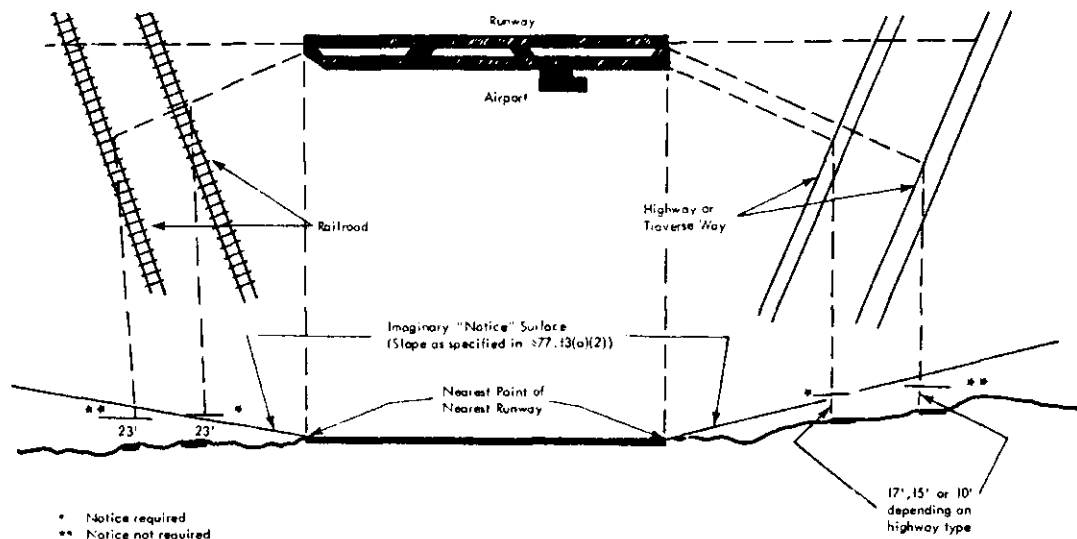 Runway
Airport
Railroad
Highway or
Traverse Way
Imaginary "Notice" Surface
(Slope as specified in §77.13(a)(2))
Nearest Point of
Nearest Runway
** *
23' 23'
* **
17', 15' or 10'
depending on
highway type
* Notice required
** Notice not required